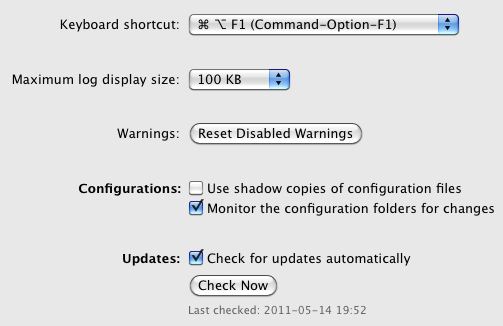 Keyboard shortcut: ⌘ ⌥ F1 (Command-Option-F1)
Maximum log display size: 100 KB
Warnings: Reset Disabled Warnings
Configurations: Use shadow copies of configuration files
Monitor the configuration folders for changes
Updates: Check for updates automatically
Check Now
Last checked: 2011-05-14 19:52